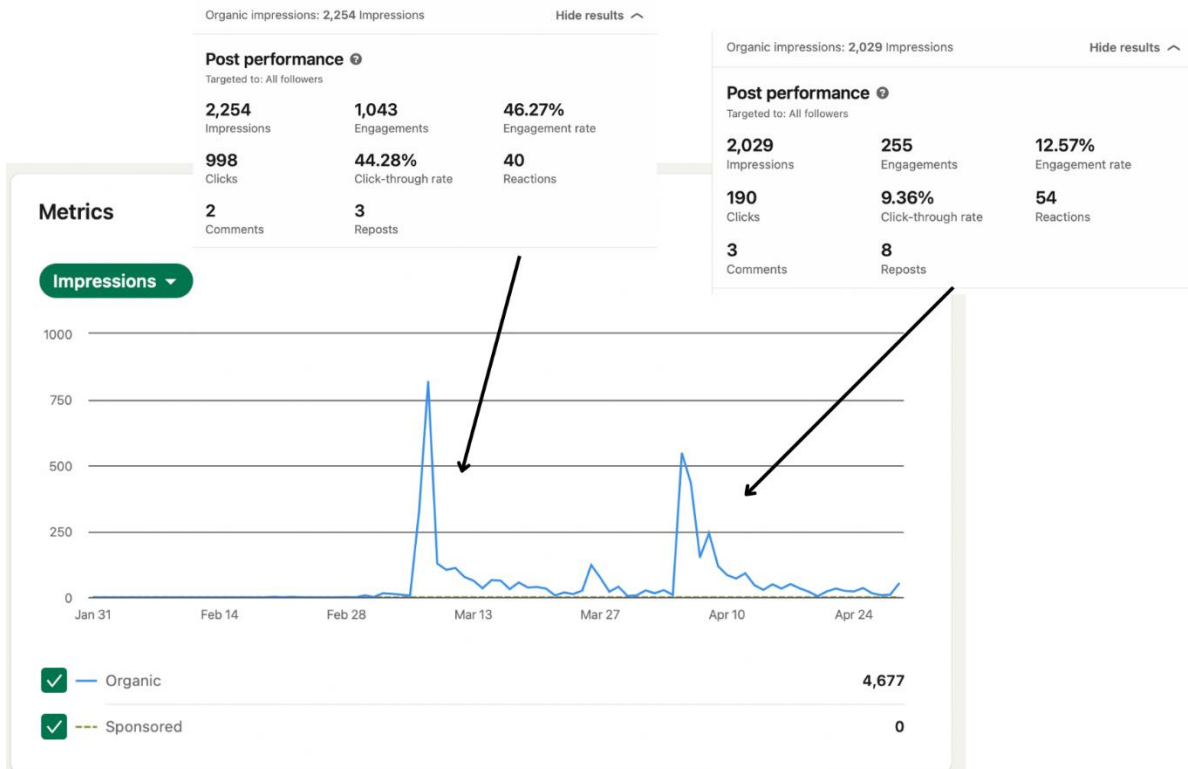 Organic impressions: 2,254 Impressions Hide results
Post performance
Targeted to: All followers
2,254 1,043 46.27%
Impressions Engagements Engagement rate
998 44.28% 40
Clicks Click-through rate Reactions
2 3
Comments Reposts
Organic impressions: 2,029 Impressions Hide results
Post performance
Targeted to: All followers
2,029 255 12.57%
Impressions Engagements Engagement rate
190 9.36% 54
Clicks Click-through rate Reactions
3 8
Comments Reposts
Metrics
Impressions
1000
750
500
250
0
Jan 31 Feb 14 Feb 28 Mar 13 Mar 27 Apr 10 Apr 24
Organic 4,677
Sponsored 0